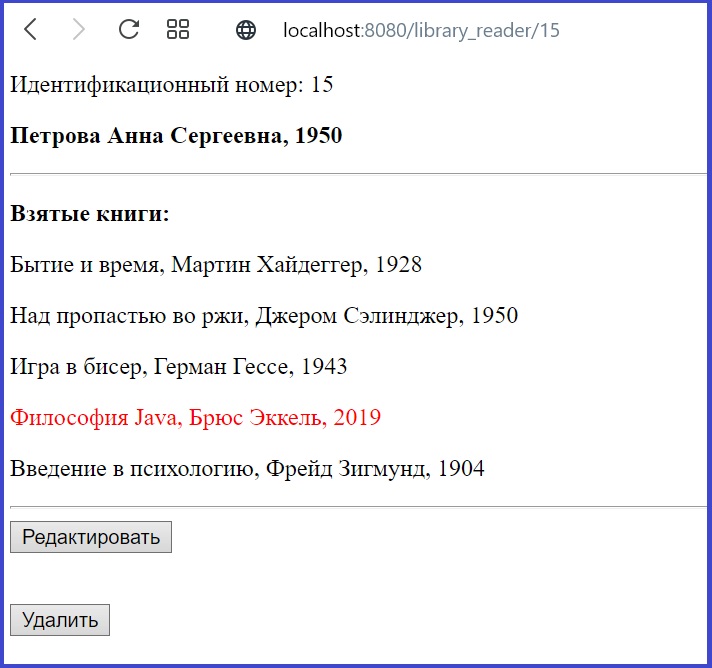 localhost:8080/library_reader/15
Идентификационный номер: 15
Петрова Анна Сергеевна, 1950
Взятые книги:
Бытие и время, Мартин Хайдеггер, 1928
Над пропастью во ржи, Джером Сэлинджер, 1950
Игра в бисер, Герман Гессе, 1943
Философия Java, Брюс Эккель, 2019
Введение в психологию, Фрейд Зигмунд, 1904
Редактировать
Удалить